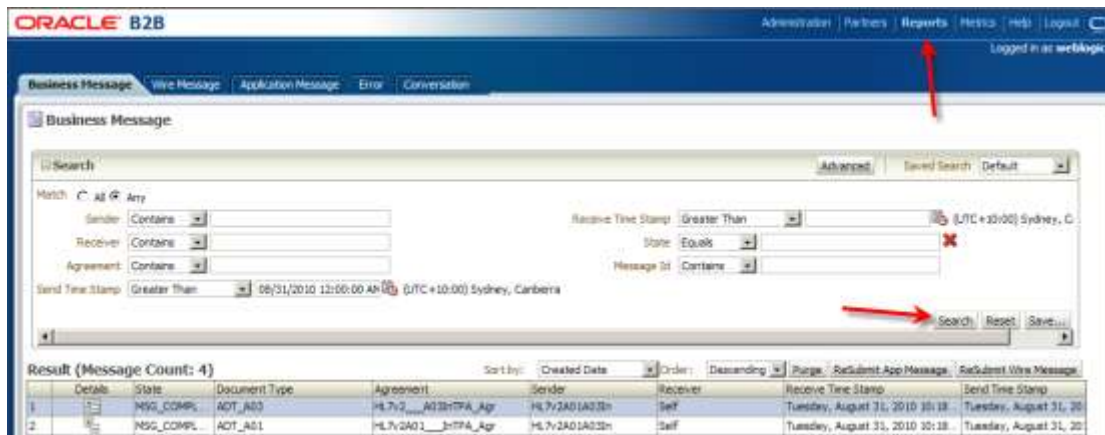 ORACLE B2B
Administration | Partners | Reports | Metrics | Help | Logout
Logged in as weblogic
Business Message Wire Message Application Message Error Conversation
Business Message
Search Advanced Saved Search Default
Match All Any
Sender Contains Receive Time Stamp Greater Than (UTC+10:00) Sydney, C
Receiver Contains State Equals
Agreement Contains Message Id Contains
Send Time Stamp Greater Than 08/31/2010 12:00:00 AM (UTC+10:00) Sydney, Canberra
Search Reset Save...
Result (Message Count: 4) Sort by: Created Date Order: Descending Purge ReSubmit App Message ReSubmit Wire Message
Details State Document Type Agreement Sender Receiver Receive Time Stamp Send Time Stamp
1 MSG_COMPL... ADT_A03 Self Tuesday, August 31, 2010 10:18... Tuesday, August 31, 20
2 MSG_COMPL... ADT_A01 Self Tuesday, August 31, 2010 10:18... Tuesday, August 31, 20